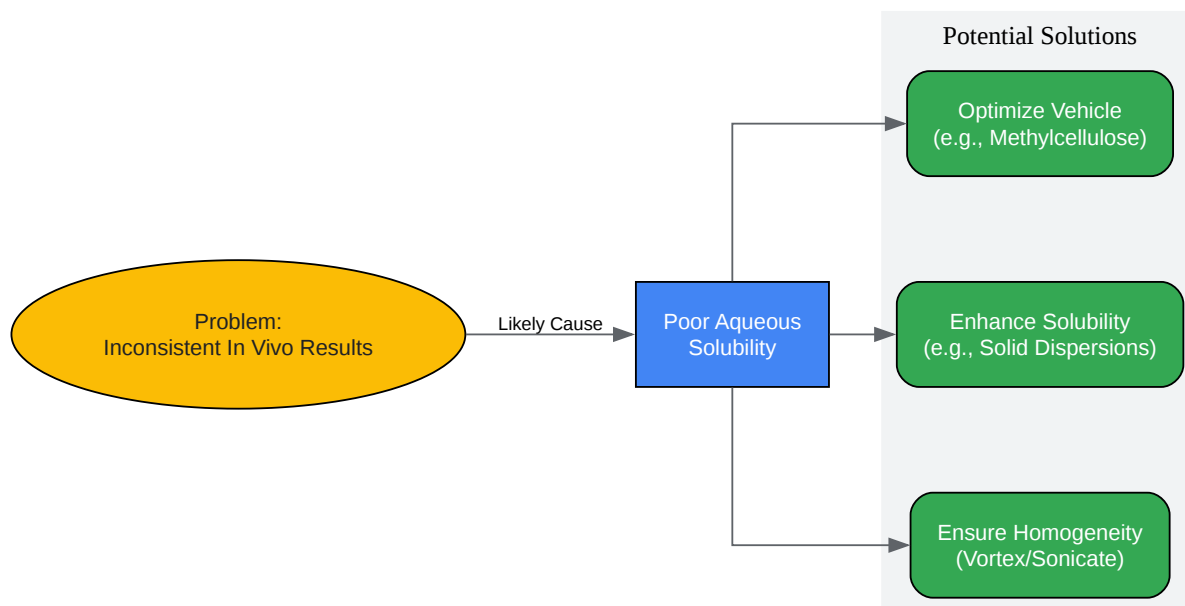 Potential Solutions
Optimize Vehicle
(e.g., Methylcellulose)
Problem:
Inconsistent In Vivo Results
Likely Cause
Poor Aqueous
Solubility
Enhance Solubility
(e.g., Solid Dispersions)
Ensure Homogeneity
(Vortex/Sonicate)